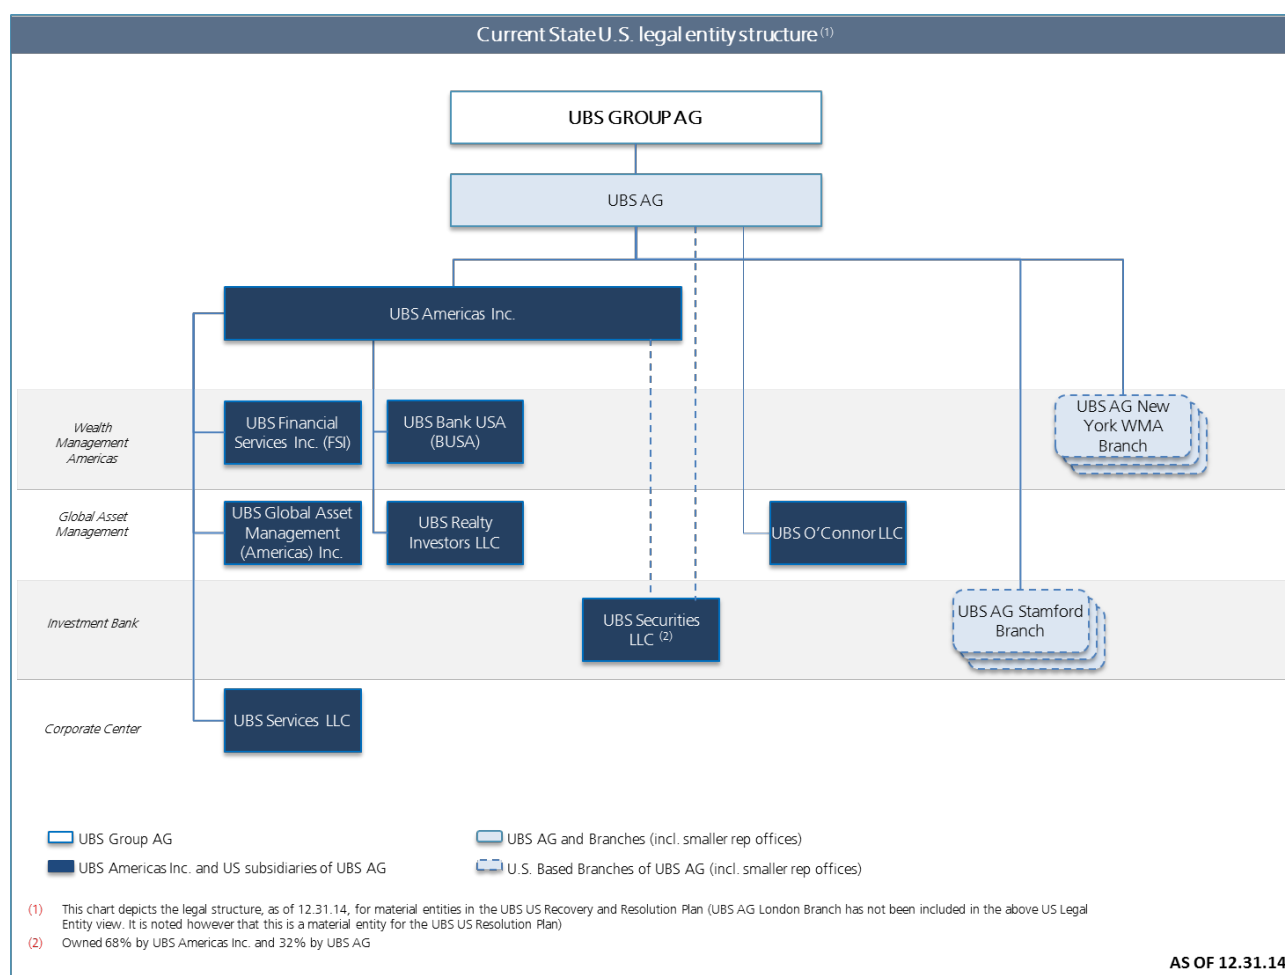 Current State U.S. legal entity structure (1)
UBS GROUP AG
UBS AG
UBS Americas Inc.
Wealth
Management
Americas
UBS Financial
Services Inc. (FSI)
UBS Bank USA
(BUSA)
UBS AG New
York WMA
Branch
Global Asset
Management
UBS Global Asset
Management
(Americas) Inc.
UBS Realty
Investors LLC
UBS O'Connor LLC
Investment Bank
UBS Securities
LLC (2)
UBS AG Stamford
Branch
Corporate Center
UBS Services LLC
UBS Group AG
UBS AG and Branches (incl. smaller rep offices)
UBS Americas Inc. and US subsidiaries of UBS AG
U.S. Based Branches of UBS AG (incl. smaller rep offices)
(1) This chart depicts the legal structure, as of 12.31.14, for material entities in the UBS US Recovery and Resolution Plan (UBS AG London Branch has not been included in the above US Legal
Entity view. It is noted however that this is a material entity for the UBS US Resolution Plan)
(2) Owned 68% by UBS Americas Inc. and 32% by UBS AG
AS OF 12.31.14